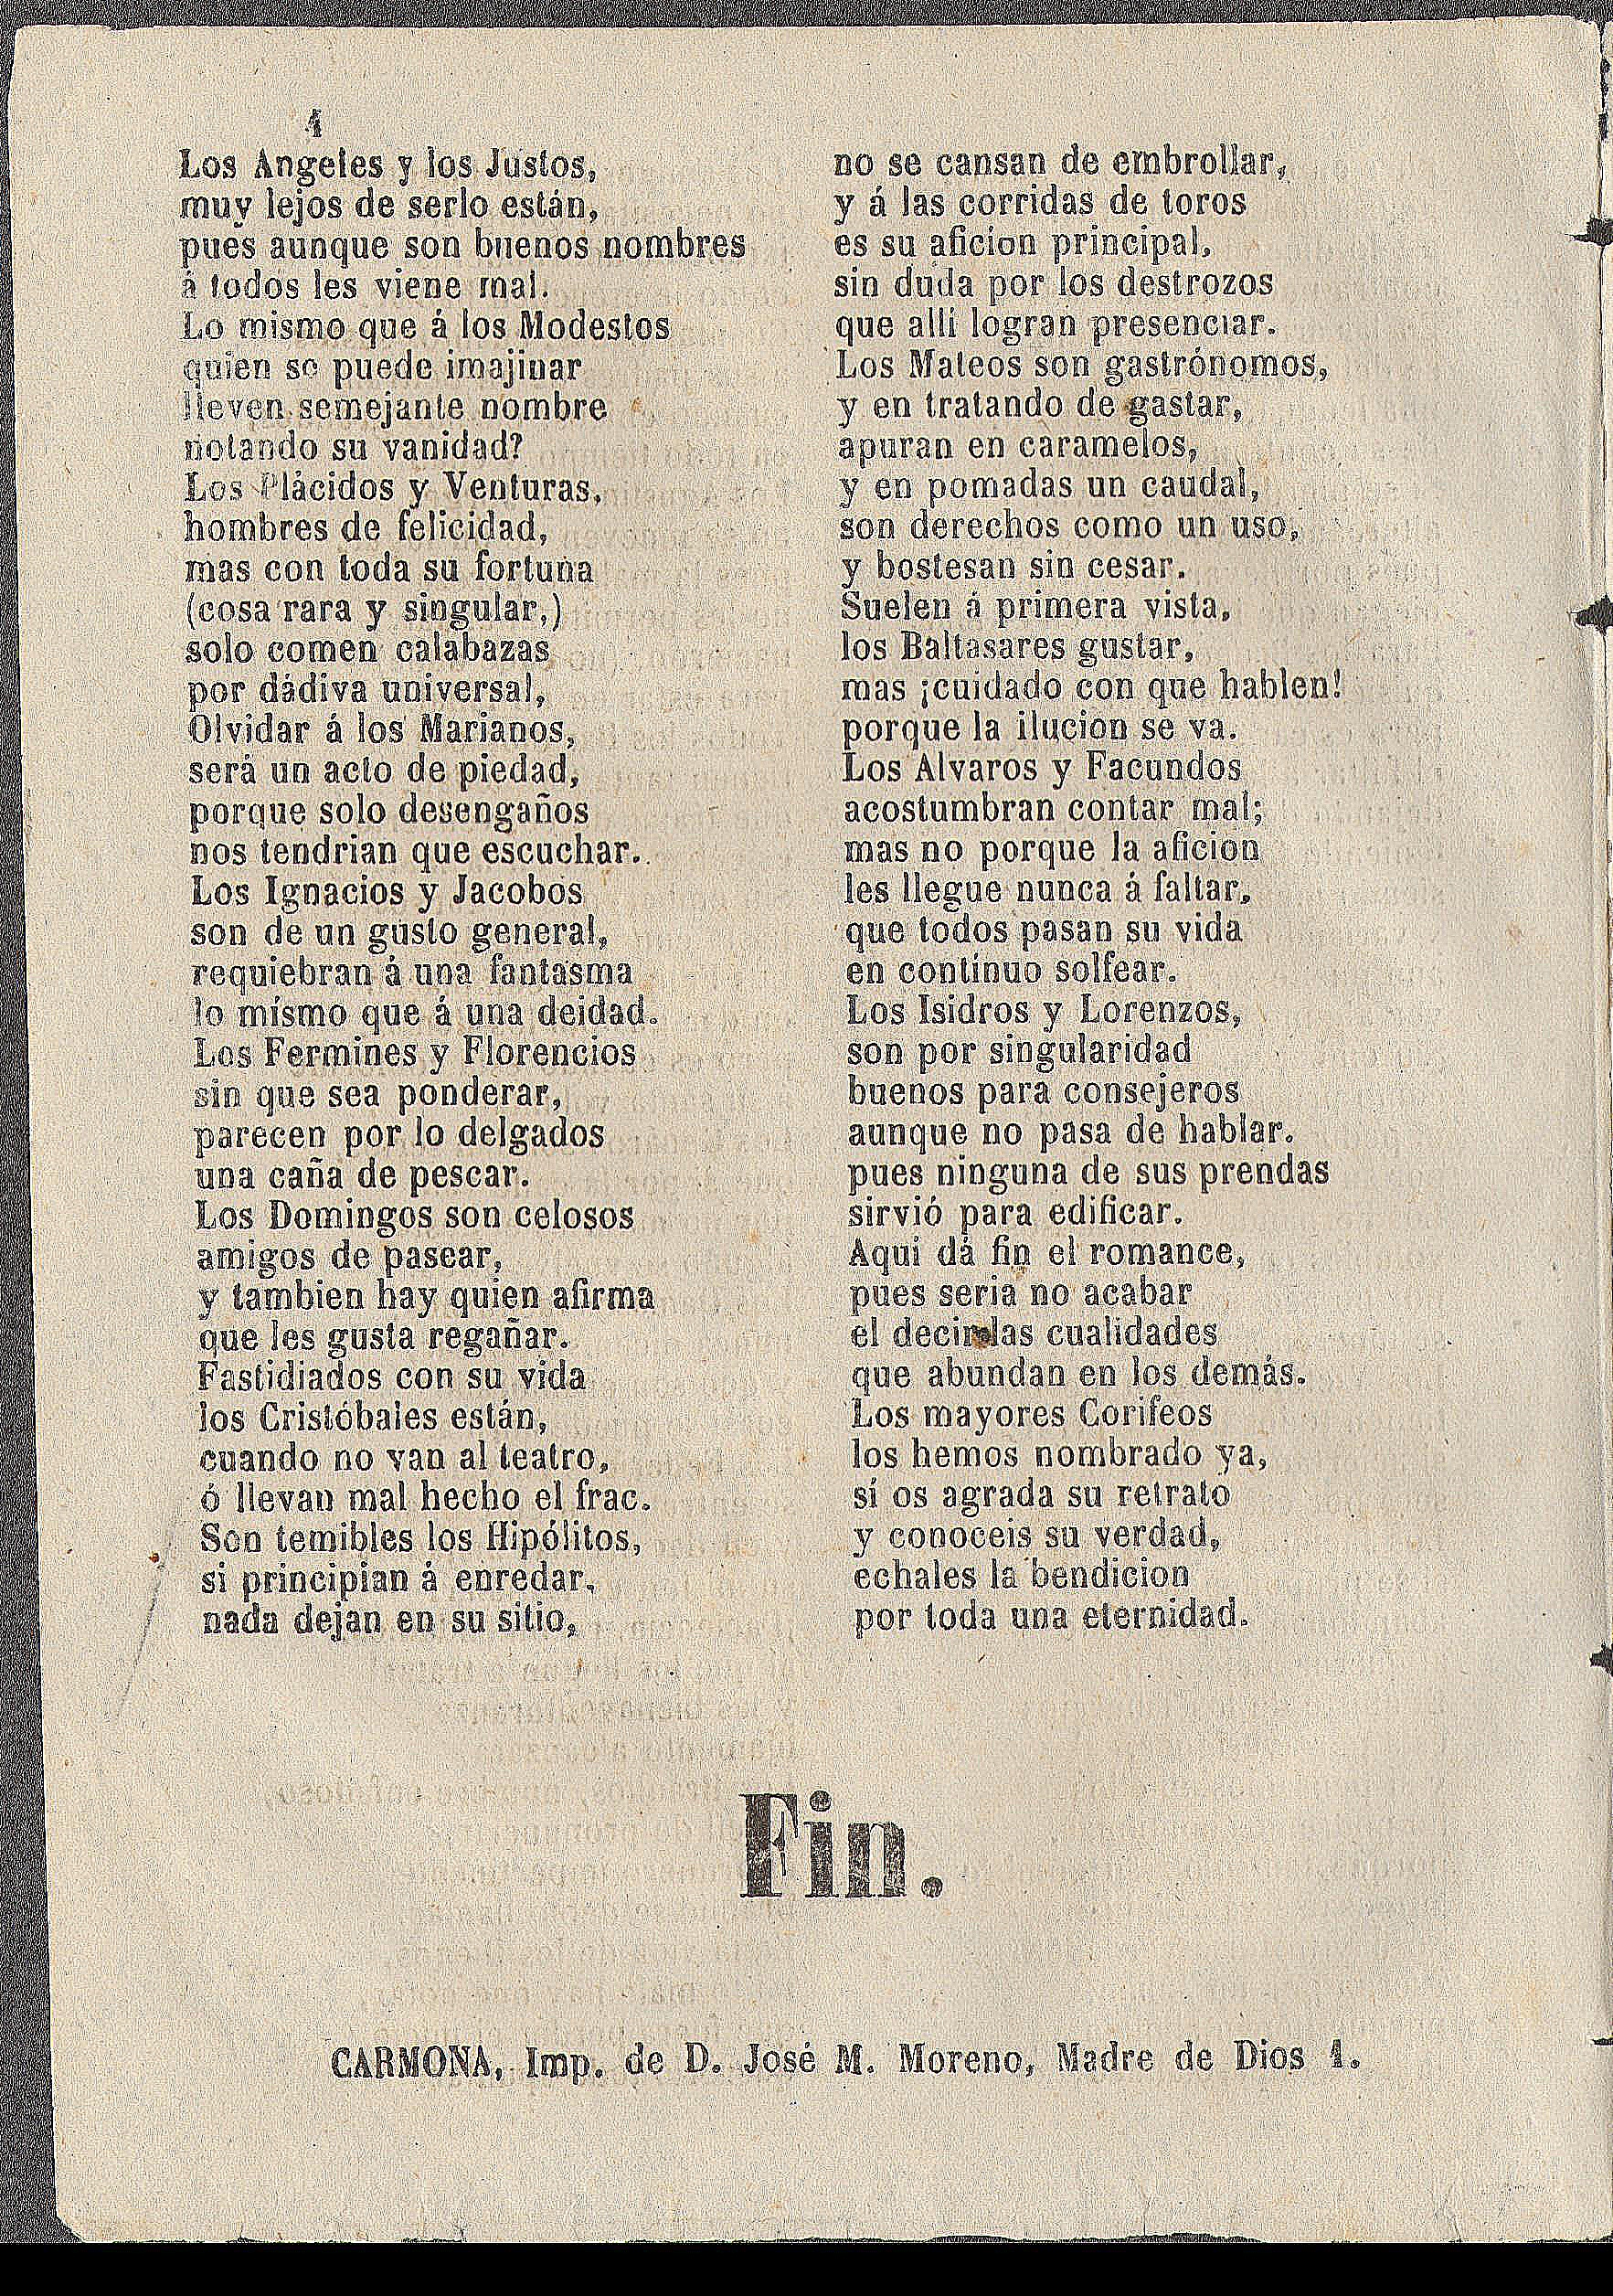 4
Los Angeles y los Justos,
muy lejos de serlo están,
pues aunque son buenos nombres
á todos les viene mal.
Lo mismo que á los Modestos
quien se puede imajinar
lleven semejante nombre
notando su vanidad?
Los Plácidos y Venturas,
hombres de felicidad,
mas con toda su fortuna
(cosa rara y singular,)
solo comen calabazas
por dádiva universal,
Olvidar á los Marianos,
será un acto de piedad,
porque solo desengaños
nos tendrian que escuchar.
Los Ignacios y Jacobos
son de un gusto general,
requiebran á una fantasma
lo mismo que á una deidad.
Los Fermines y Florencios
sin que sea ponderar,
parecen por lo delgados
una caña de pescar.
Los Domingos son celosos
amigos de pasear,
y tambien hay quien afirma
que les gusta regañar.
Fastidiados con su vida
los Cristóbales están,
cuando no van al teatro,
ó llevan mal hecho el frac.
Son temibles los Hipólitos,
si principian á enredar,
nada dejan en su sitio,
no se cansan de embrollar,
y á las corridas de toros
es su aficion principal,
sin duda por los destrozos
que alli logran presenciar.
Los Mateos son gastrónomos,
y en tratando de gastar,
apuran en caramelos,
y en pomadas un caudal,
son derechos como un uso,
y bostesan sin cesar.
Suelen á primera vista,
los Baltasares gustar,
mas ¡cuidado con que hablen!
porque la ilucion se va.
Los Alvaros y Facundos
acostumbran contar mal;
mas no porque la aficion
les llegue nunca á faltar,
que todos pasan su vida
en contínuo solfear.
Los Isidros y Lorenzos,
son por singularidad
buenos para consejeros
aunque no pasa de hablar.
pues ninguna de sus prendas
sirvió para edificar.
Aqui dá fin el romance,
pues seria no acabar
el decir las cualidades
que abundan en los demás.
Los mayores Corifeos
los hemos nombrado ya,
si os agrada su retrato
y conoceis su verdad,
echales la bendicion
por toda una eternidad.
Fin.
CARMONA, Imp. de D. José M. Moreno, Madre de Dios 1.